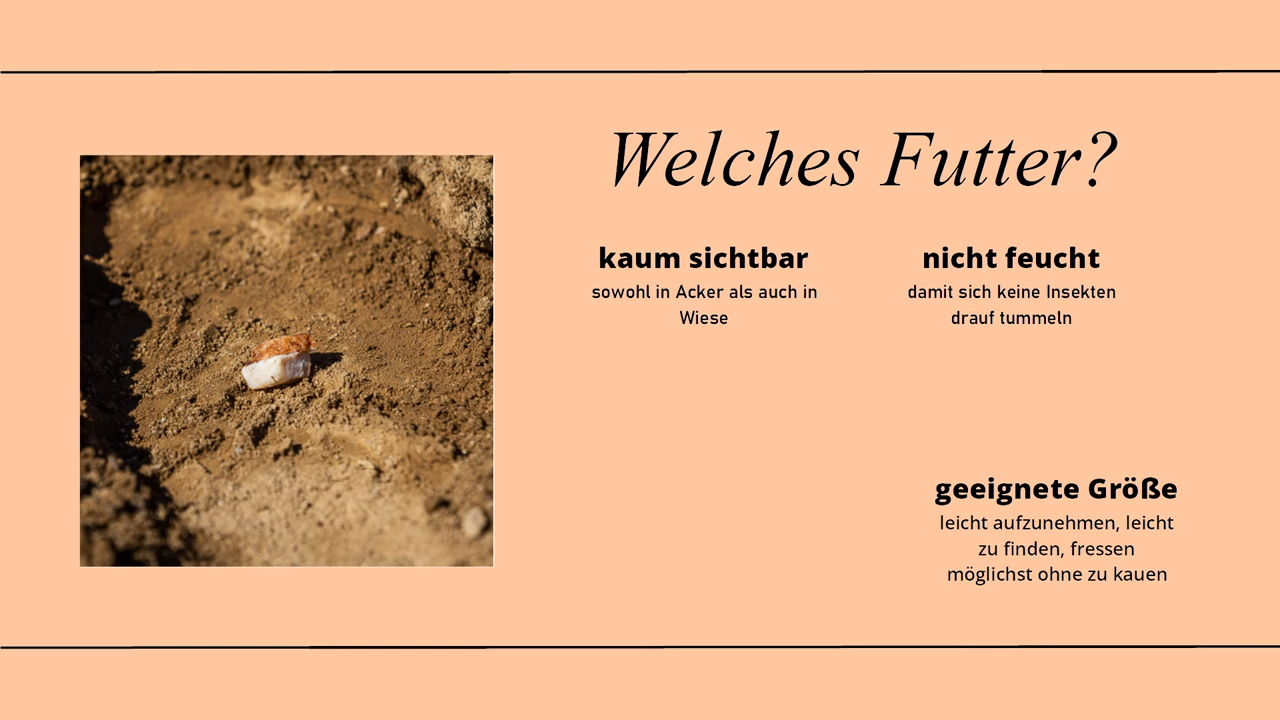 Welches Futter?
kaum sichtbar
sowohl in Acker als auch in
Wiese
nicht feucht
damit sich keine Insekten
drauf tummeln
geeignete Größe
leicht aufzunehmen, leicht
zu finden, fressen
möglichst ohne zu kauen